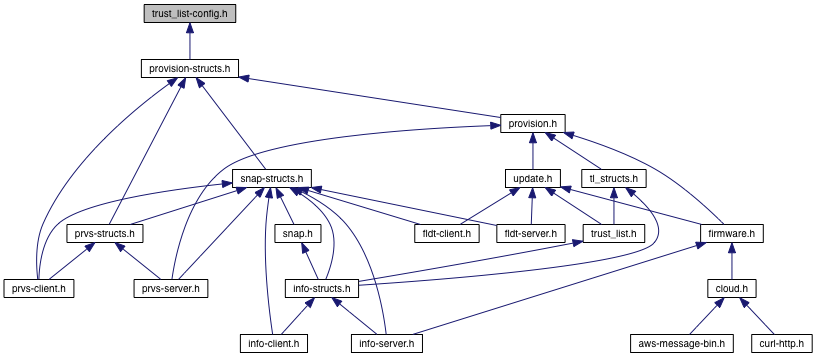 trust_list-config.h
provision-structs.h
provision.h
snap-structs.h
update.h
tl_structs.h
prvs-structs.h
snap.h
fldt-client.h
fldt-server.h
trust_list.h
firmware.h
prvs-client.h
prvs-server.h
info-structs.h
cloud.h
info-client.h
info-server.h
aws-message-bin.h
curl-http.h